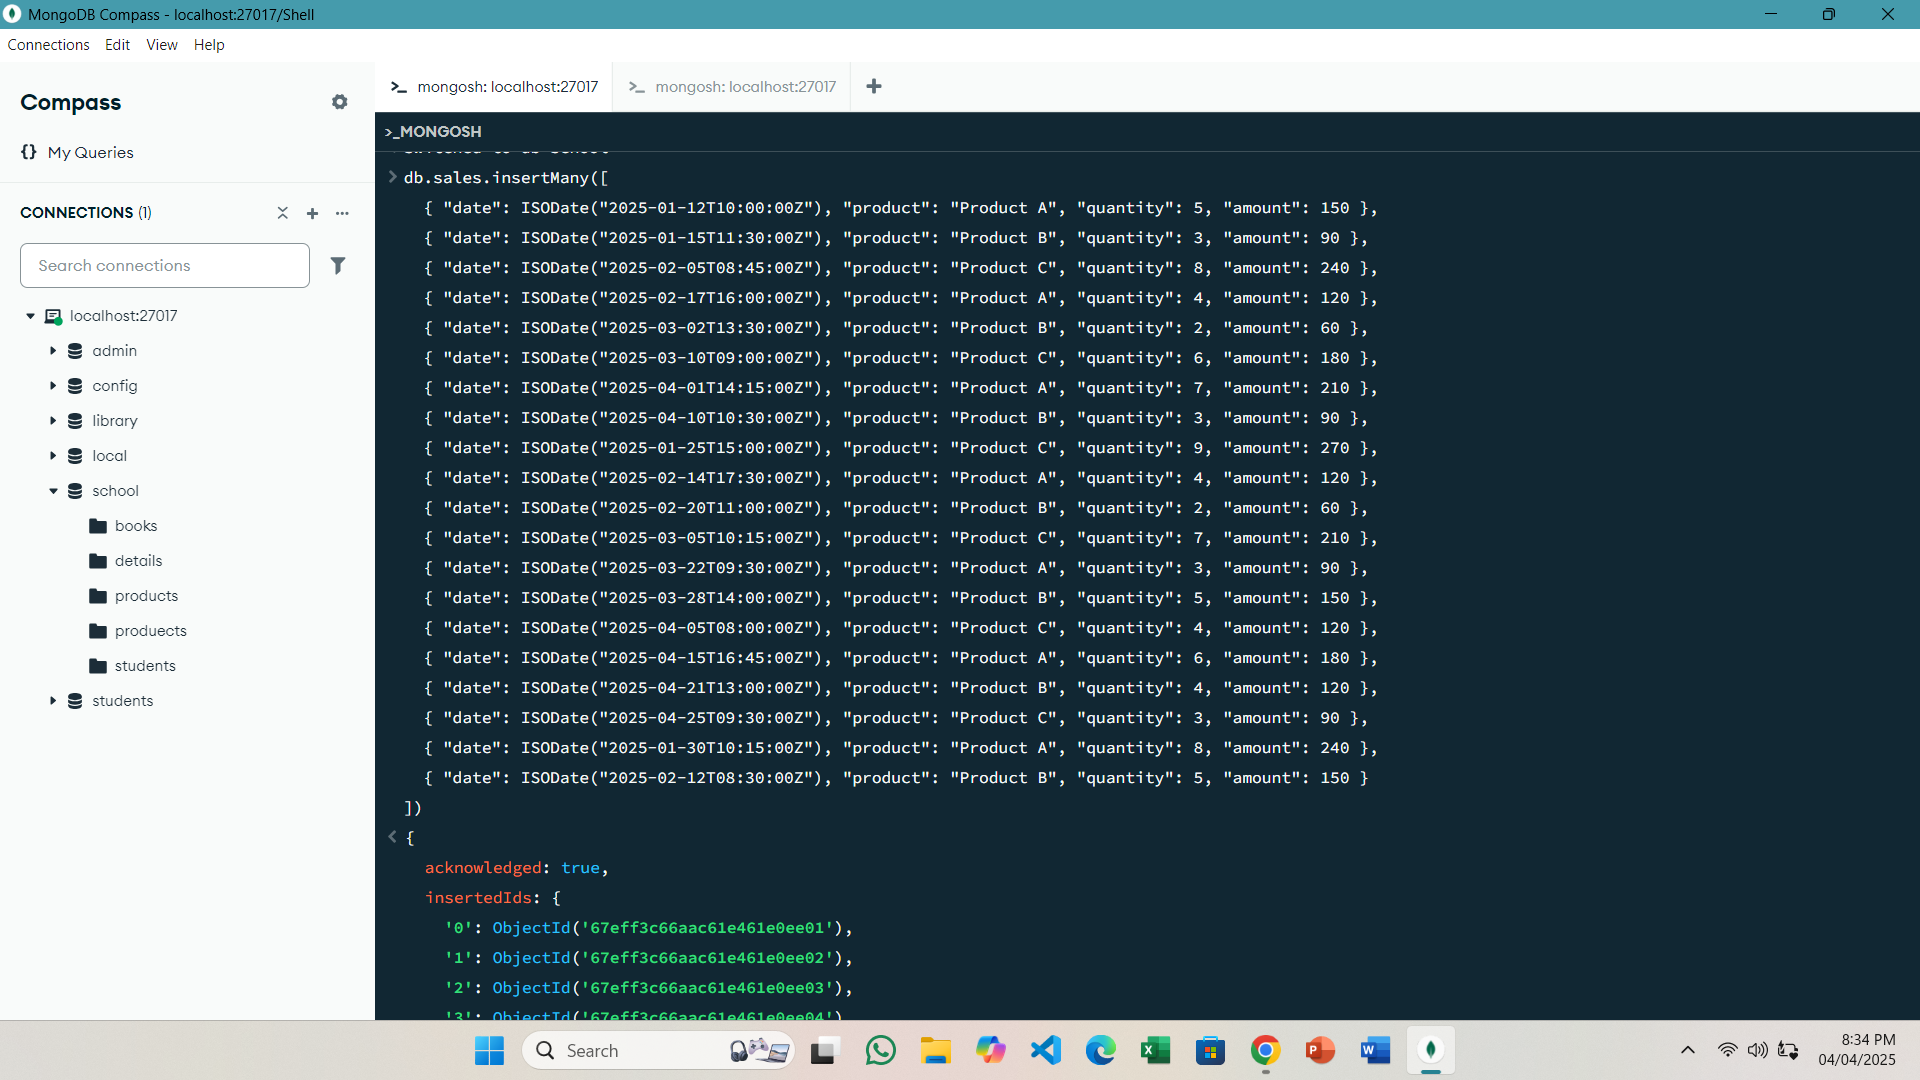 MongoDB Compass - localhost:27017/Shell
Connections Edit View Help
Compass
{} My Queries
CONNECTIONS (1)
Search connections
localhost:27017
admin
config
library
local
school
books
details
products
produects
students
students
mongosh: localhost:27017
mongosh: localhost:27017
>_MONGOSH
switched to db school
db.sales.insertMany([
{ "date": ISODate("2025-01-12T10:00:00Z"), "product": "Product A", "quantity": 5, "amount": 150 },
{ "date": ISODate("2025-01-15T11:30:00Z"), "product": "Product B", "quantity": 3, "amount": 90 },
{ "date": ISODate("2025-02-05T08:45:00Z"), "product": "Product C", "quantity": 8, "amount": 240 },
{ "date": ISODate("2025-02-17T16:00:00Z"), "product": "Product A", "quantity": 4, "amount": 120 },
{ "date": ISODate("2025-03-02T13:30:00Z"), "product": "Product B", "quantity": 2, "amount": 60 },
{ "date": ISODate("2025-03-10T09:00:00Z"), "product": "Product C", "quantity": 6, "amount": 180 },
{ "date": ISODate("2025-04-01T14:15:00Z"), "product": "Product A", "quantity": 7, "amount": 210 },
{ "date": ISODate("2025-04-10T10:30:00Z"), "product": "Product B", "quantity": 3, "amount": 90 },
{ "date": ISODate("2025-01-25T15:00:00Z"), "product": "Product C", "quantity": 9, "amount": 270 },
{ "date": ISODate("2025-02-14T17:30:00Z"), "product": "Product A", "quantity": 4, "amount": 120 },
{ "date": ISODate("2025-02-20T11:00:00Z"), "product": "Product B", "quantity": 2, "amount": 60 },
{ "date": ISODate("2025-03-05T10:15:00Z"), "product": "Product C", "quantity": 7, "amount": 210 },
{ "date": ISODate("2025-03-22T09:30:00Z"), "product": "Product A", "quantity": 3, "amount": 90 },
{ "date": ISODate("2025-03-28T14:00:00Z"), "product": "Product B", "quantity": 5, "amount": 150 },
{ "date": ISODate("2025-04-05T08:00:00Z"), "product": "Product C", "quantity": 4, "amount": 120 },
{ "date": ISODate("2025-04-15T16:45:00Z"), "product": "Product A", "quantity": 6, "amount": 180 },
{ "date": ISODate("2025-04-21T13:00:00Z"), "product": "Product B", "quantity": 4, "amount": 120 },
{ "date": ISODate("2025-04-25T09:30:00Z"), "product": "Product C", "quantity": 3, "amount": 90 },
{ "date": ISODate("2025-01-30T10:15:00Z"), "product": "Product A", "quantity": 8, "amount": 240 },
{ "date": ISODate("2025-02-12T08:30:00Z"), "product": "Product B", "quantity": 5, "amount": 150 }
])
{
acknowledged: true,
insertedIds: {
'0': ObjectId('67eff3c66aac61e461e0ee01'),
'1': ObjectId('67eff3c66aac61e461e0ee02'),
'2': ObjectId('67eff3c66aac61e461e0ee03'),
'3': ObjectId('67eff3c66aac61e461e0ee04')
Search
8:34 PM
04/04/2025